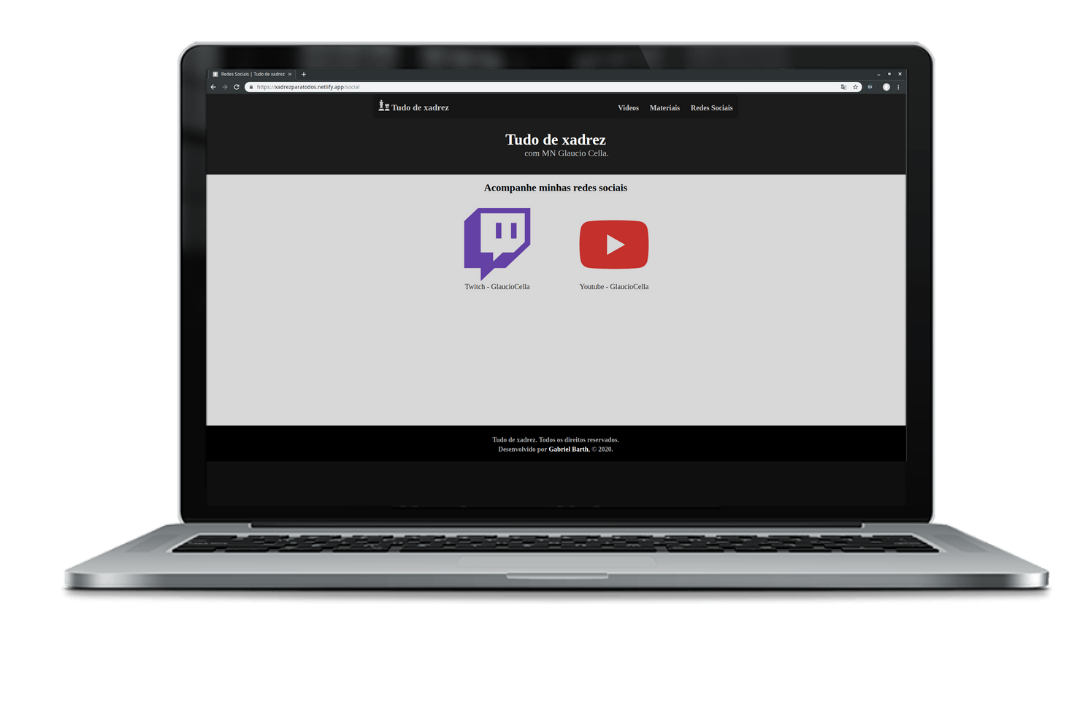 Redes Sociais | Tudo de xadrez
https://xadrezparatodos.netlify.app/social
Tudo de xadrez
Videos Materiais Redes Sociais
Tudo de xadrez
com MN Glaucio Cella.
Acompanhe minhas redes sociais
Twitch - GlaucioCella Youtube - GlaucioCella
Tudo de xadrez. Todos os direitos reservados.
Desenvolvido por Gabriel Barth, © 2020.